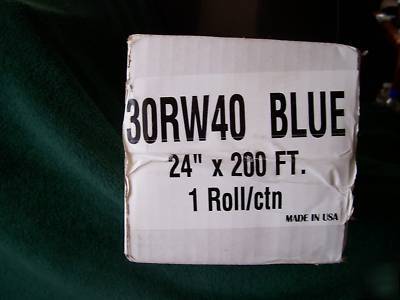 30RW40 BLUE
24" x 200 FT.
1 Roll/ctn
MADE IN USA